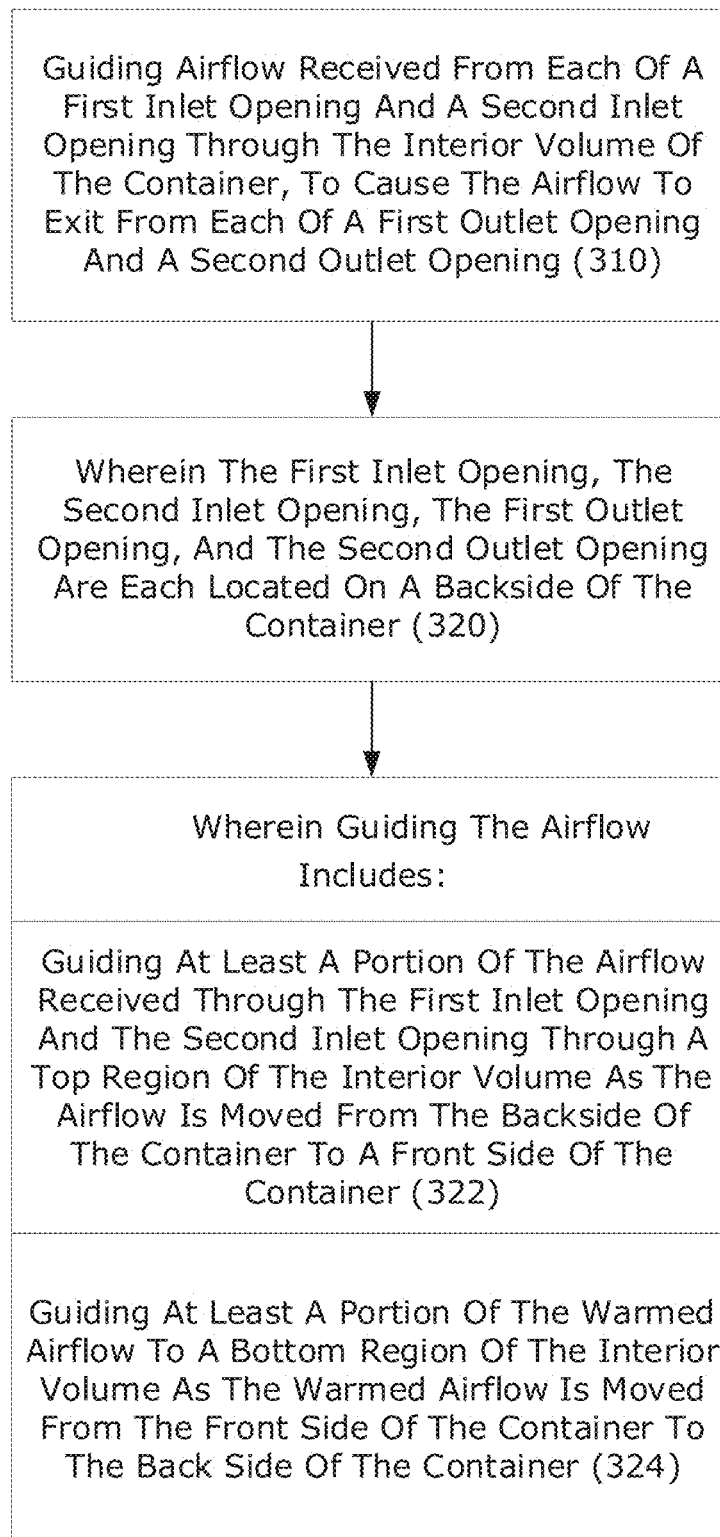 Guiding Airflow Received From Each Of A
First Inlet Opening And A Second Inlet
Opening Through The Interior Volume Of
The Container, To Cause The Airflow To
Exit From Each Of A First Outlet Opening
And A Second Outlet Opening (310)
Wherein The First Inlet Opening, The
Second Inlet Opening, The First Outlet
Opening, And The Second Outlet Opening
Are Each Located On A Backside Of The
Container (320)
Wherein Guiding The Airflow
Includes:
Guiding At Least A Portion Of The Airflow
Received Through The First Inlet Opening
And The Second Inlet Opening Through A
Top Region Of The Interior Volume As The
Airflow Is Moved From The Backside Of
The Container To A Front Side Of The
Container (322)
Guiding At Least A Portion Of The Warmed
Airflow To A Bottom Region Of The Interior
Volume As The Warmed Airflow Is Moved
From The Front Side Of The Container To
The Back Side Of The Container (324)